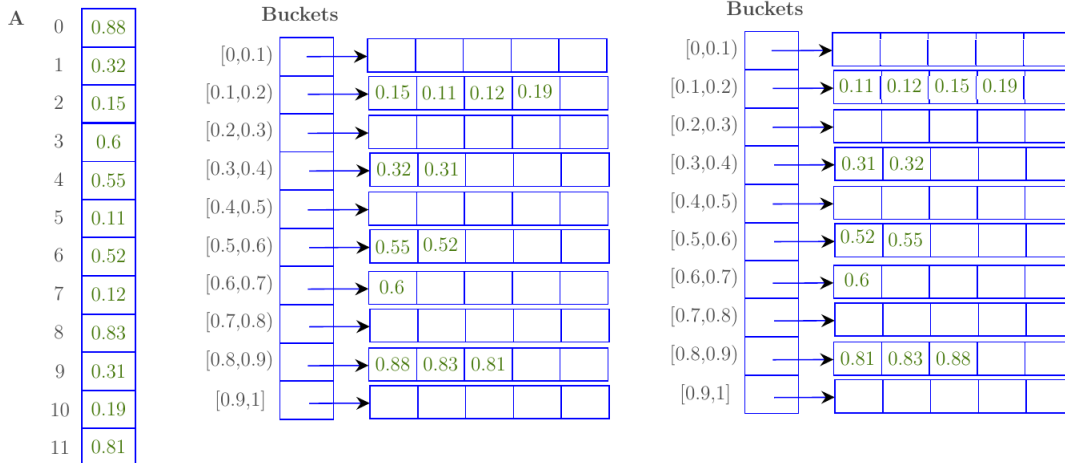 A
0 0.88
1 0.32
2 0.15
3 0.6
4 0.55
5 0.11
6 0.52
7 0.12
8 0.83
9 0.31
10 0.19
11 0.81
Buckets
[0,0.1)
[0.1,0.2) 0.15 0.11 0.12 0.19
[0.2,0.3)
[0.3,0.4) 0.32 0.31
[0.4,0.5)
[0.5,0.6) 0.55 0.52
[0.6,0.7) 0.6
[0.7,0.8)
[0.8,0.9) 0.88 0.83 0.81
[0.9,1]
Buckets
[0,0.1)
[0.1,0.2) 0.11 0.12 0.15 0.19
[0.2,0.3)
[0.3,0.4) 0.31 0.32
[0.4,0.5)
[0.5,0.6) 0.52 0.55
[0.6,0.7) 0.6
[0.7,0.8)
[0.8,0.9) 0.81 0.83 0.88
[0.9,1]